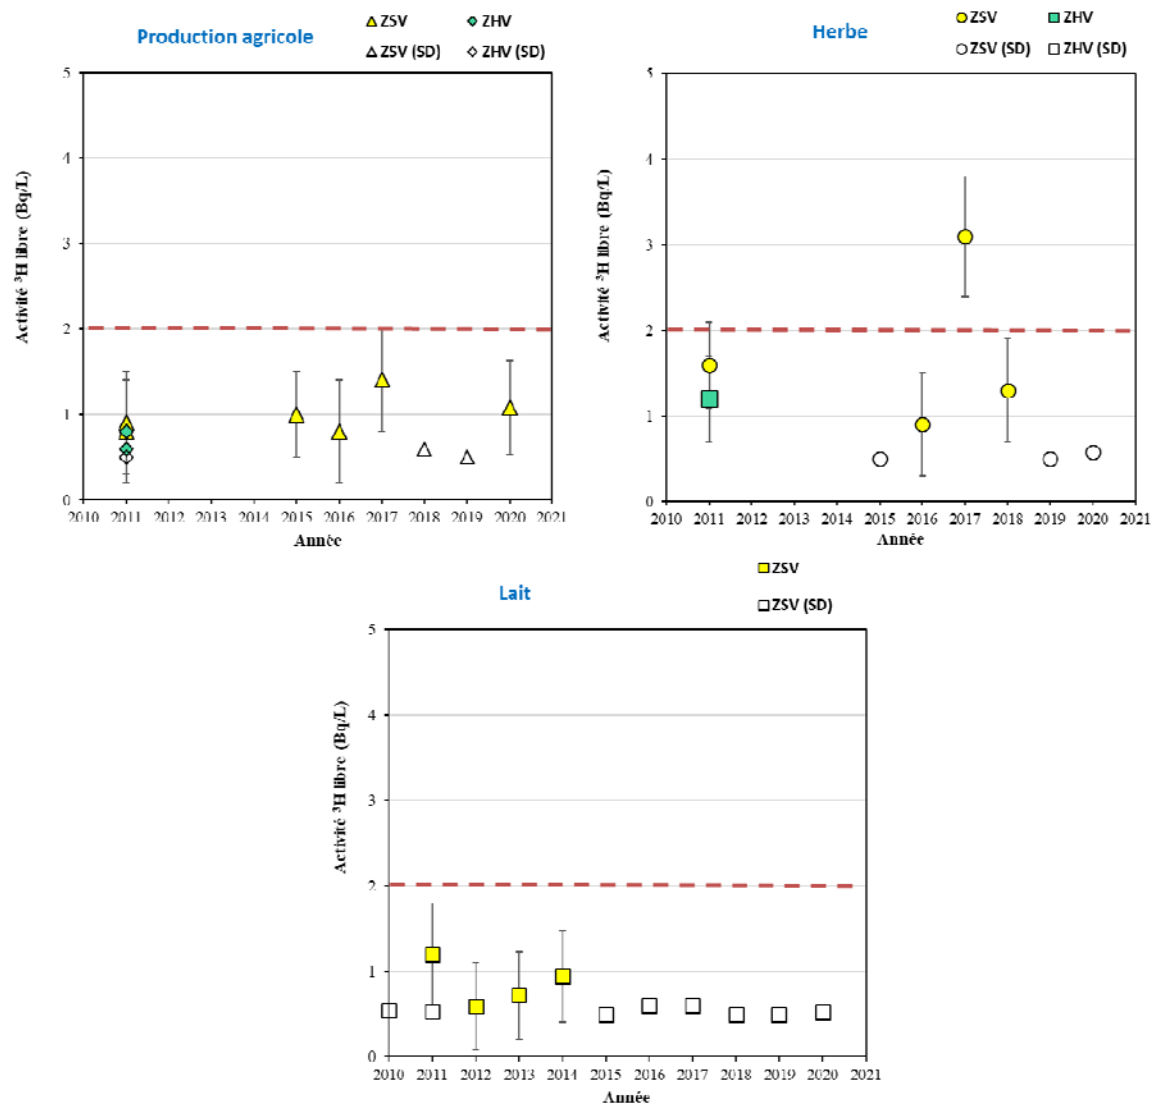 Production agricole
ZSV
ZHV
ZSV (SD)
ZHV (SD)
Activité ³H libre (Bq/L)
5
4
3
2
1
0
2010 2011 2012 2013 2014 2015 2016 2017 2018 2019 2020 2021
Année
Herbe
ZSV
ZHV
ZSV (SD)
ZHV (SD)
Activité ³H libre (Bq/L)
5
4
3
2
1
0
2010 2011 2012 2013 2014 2015 2016 2017 2018 2019 2020 2021
Année
Lait
ZSV
ZSV (SD)
Activité ³H libre (Bq/L)
5
4
3
2
1
0
2010 2011 2012 2013 2014 2015 2016 2017 2018 2019 2020 2021
Année